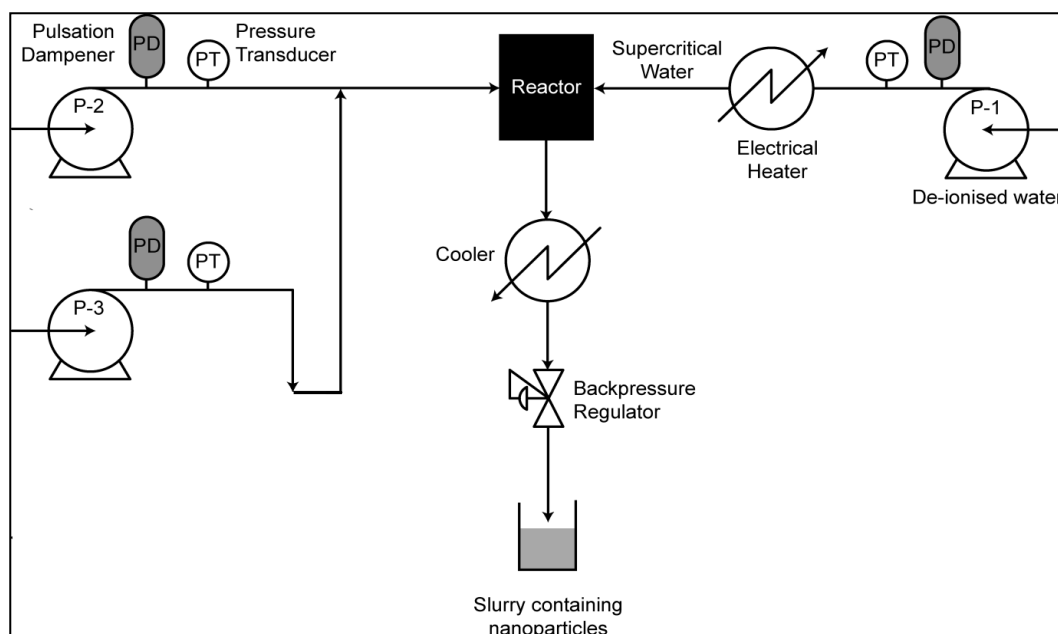 Pulsation
Dampener
PD
PT
Pressure
Transducer
P-2
Reactor
Supercritical
Water
Electrical
Heater
PT
PD
P-1
De-ionised water
PD
PT
P-3
Cooler
Backpressure
Regulator
Slurry containing
nanoparticles